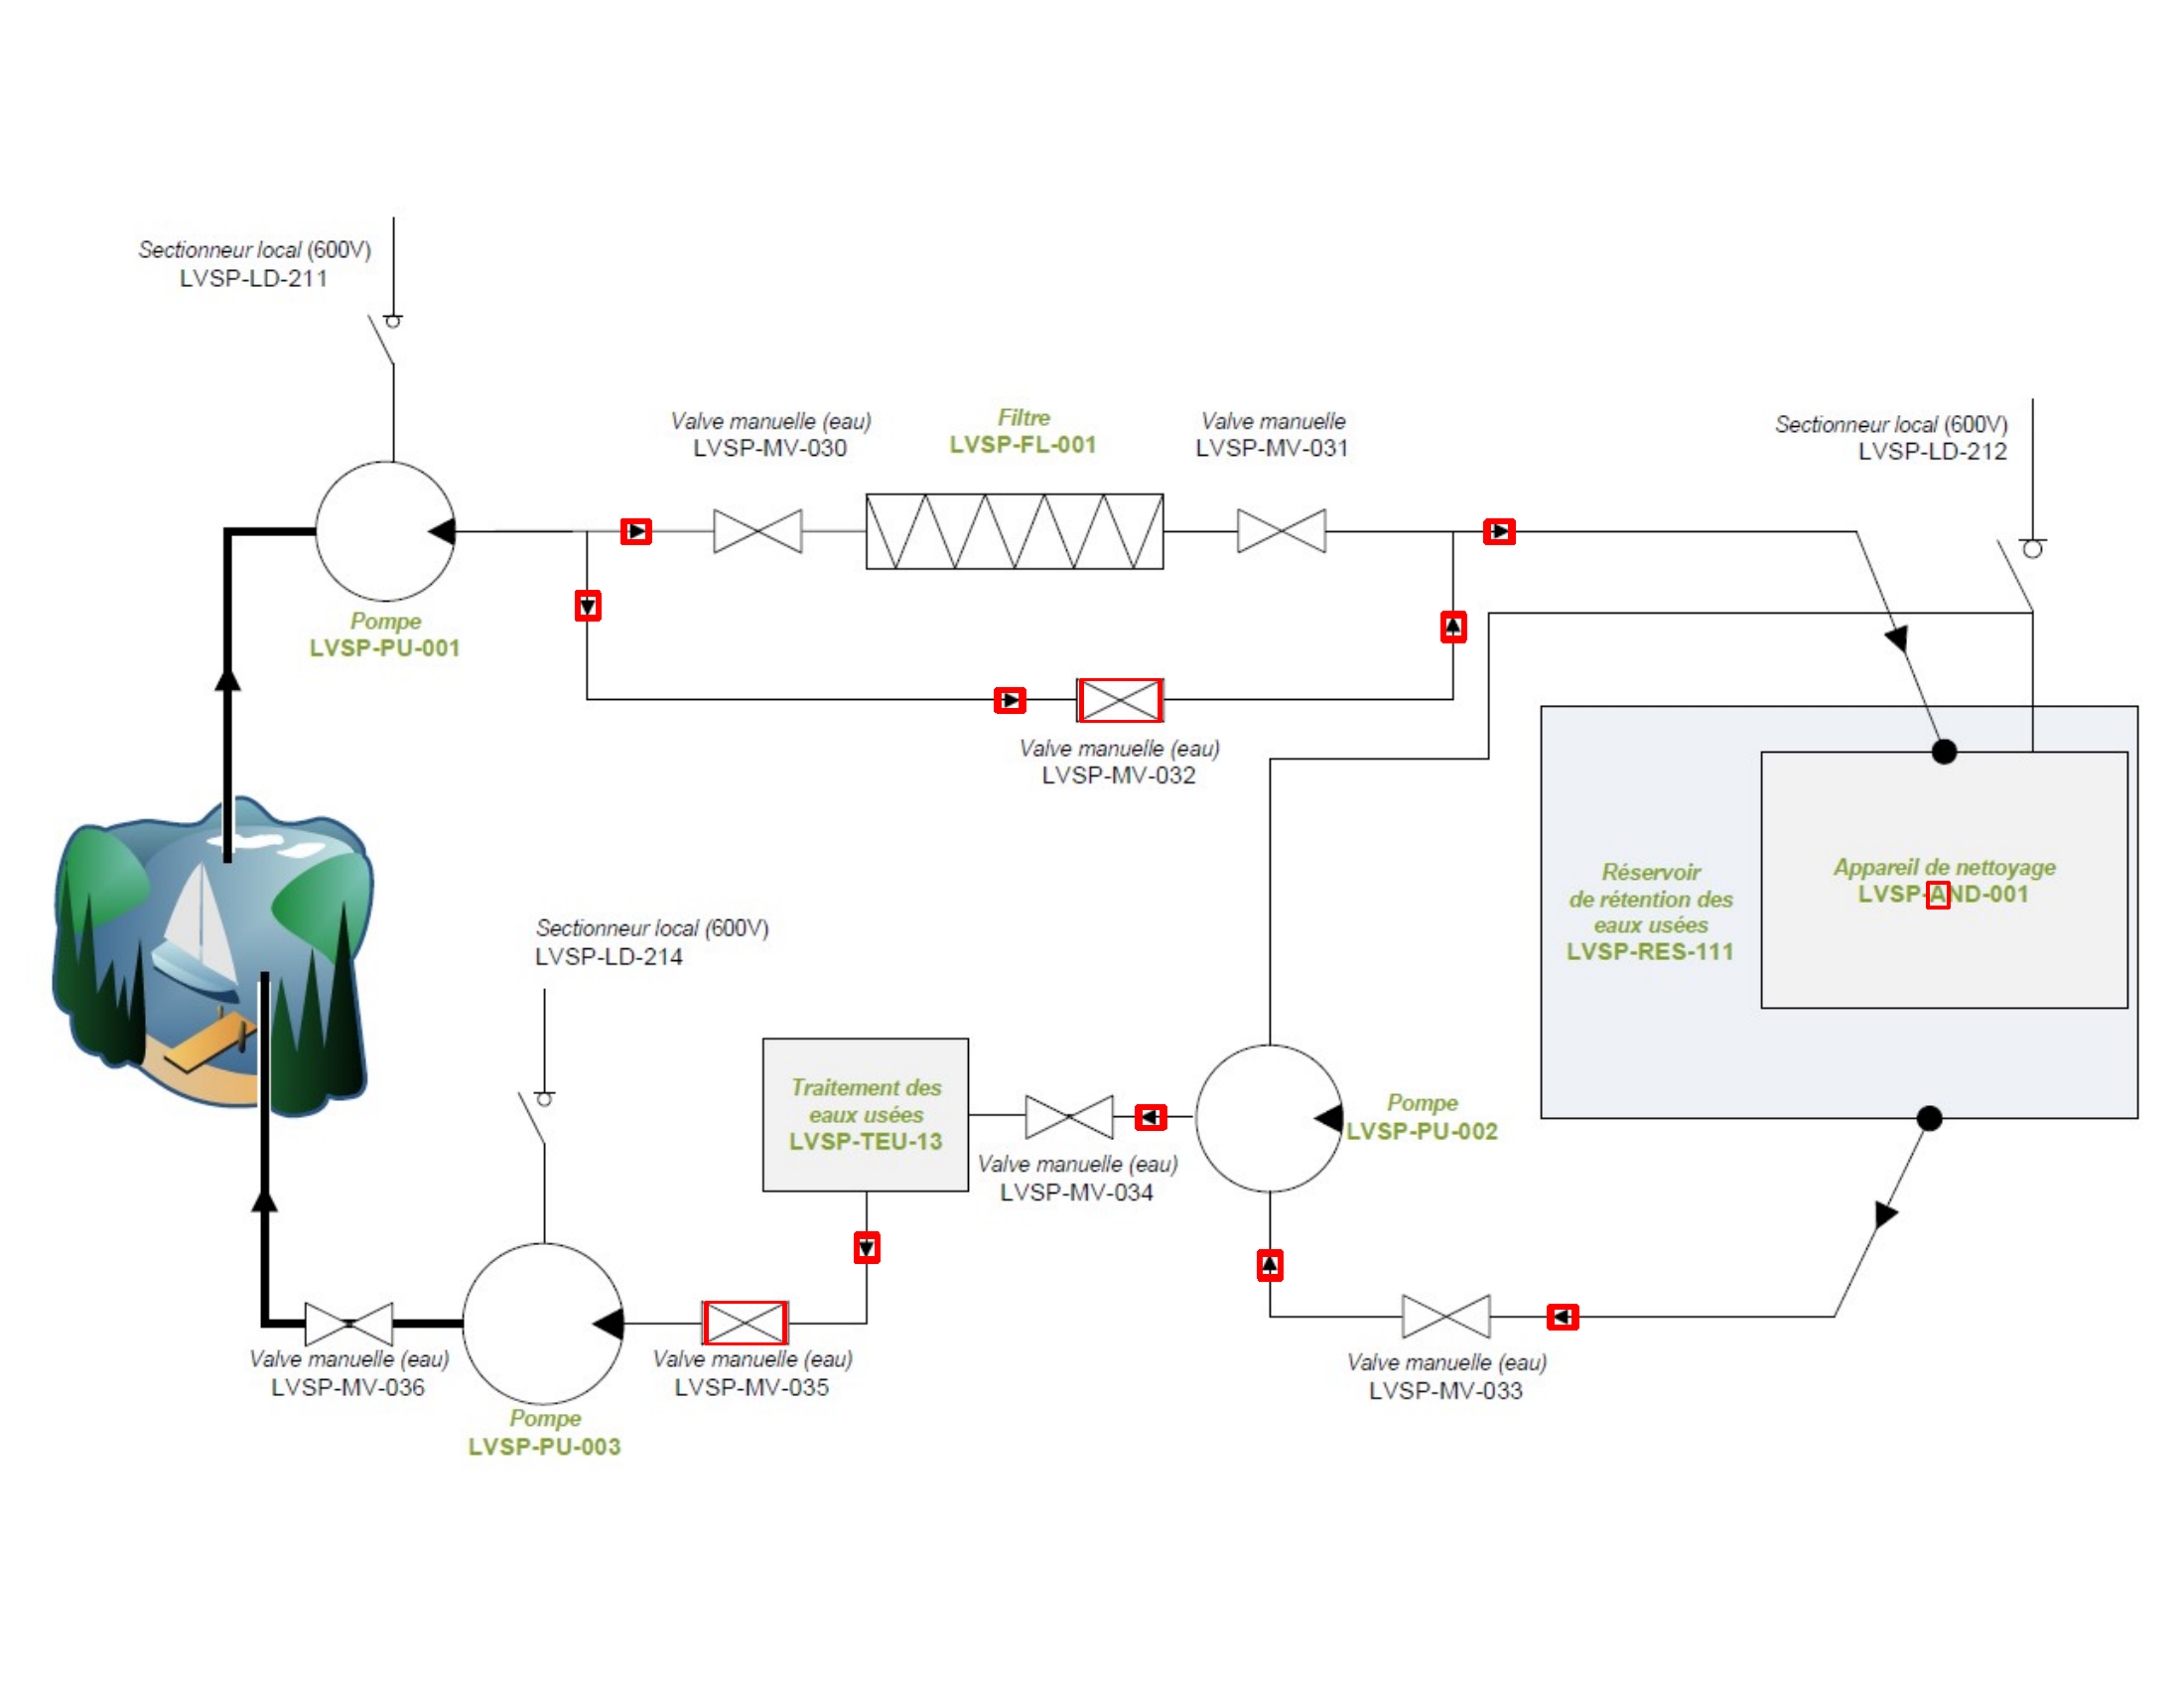 Sectionneur local (600V)
LVSP-LD-211
Valve manuelle (eau)
LVSP-MV-030
Filtre
LVSP-FL-001
Valve manuelle
LVSP-MV-031
Sectionneur local (600V)
LVSP-LD-212
Pompe
LVSP-PU-001
Valve manuelle (eau)
LVSP-MV-032
Réservoir
de rétention des
eaux usées
LVSP-RES-111
Appareil de nettoyage
LVSP-AND-001
Sectionneur local (600V)
LVSP-LD-214
Traitement des
eaux usées
LVSP-TEU-13
Valve manuelle (eau)
LVSP-MV-034
Pompe
LVSP-PU-002
Valve manuelle (eau)
LVSP-MV-036
Pompe
LVSP-PU-003
Valve manuelle (eau)
LVSP-MV-035
Valve manuelle (eau)
LVSP-MV-033